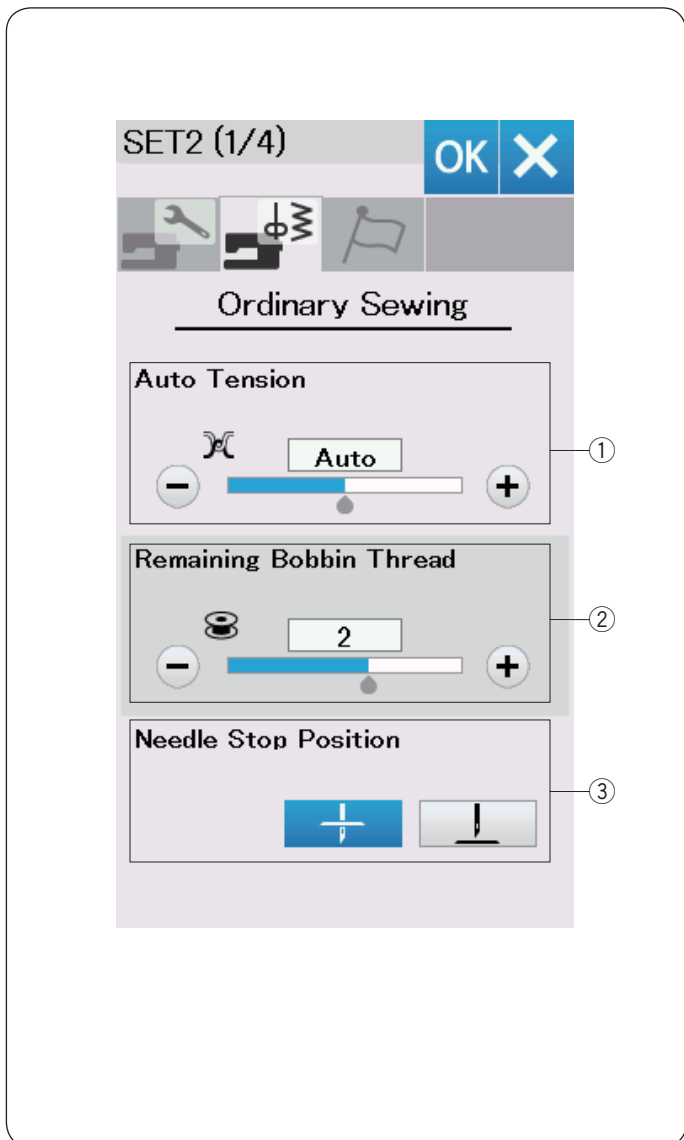 SET2 (1/4)
OK
Ordinary Sewing
Auto Tension
①
Auto
Remaining Bobbin Thread
②
2
Needle Stop Position
③